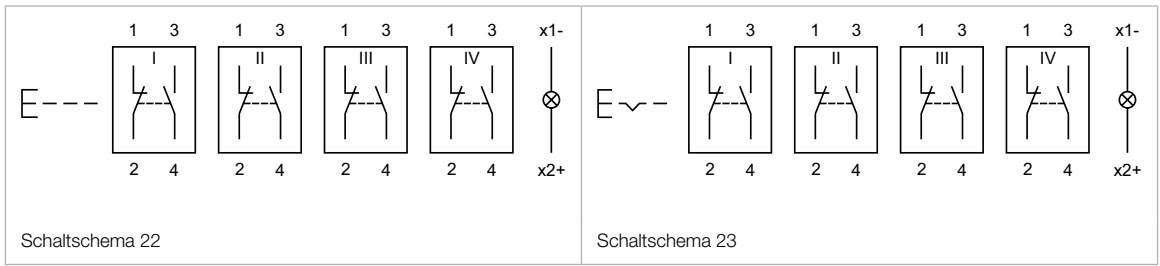 1 3 1 3 1 3 1 3 x1- 1 3 1 3 1 3 1 3 x1-
I II III IV I II III IV
2 4 2 4 2 4 2 4 x2+ 2 4 2 4 2 4 2 4 x2+
Schaltschema 22 Schaltschema 23